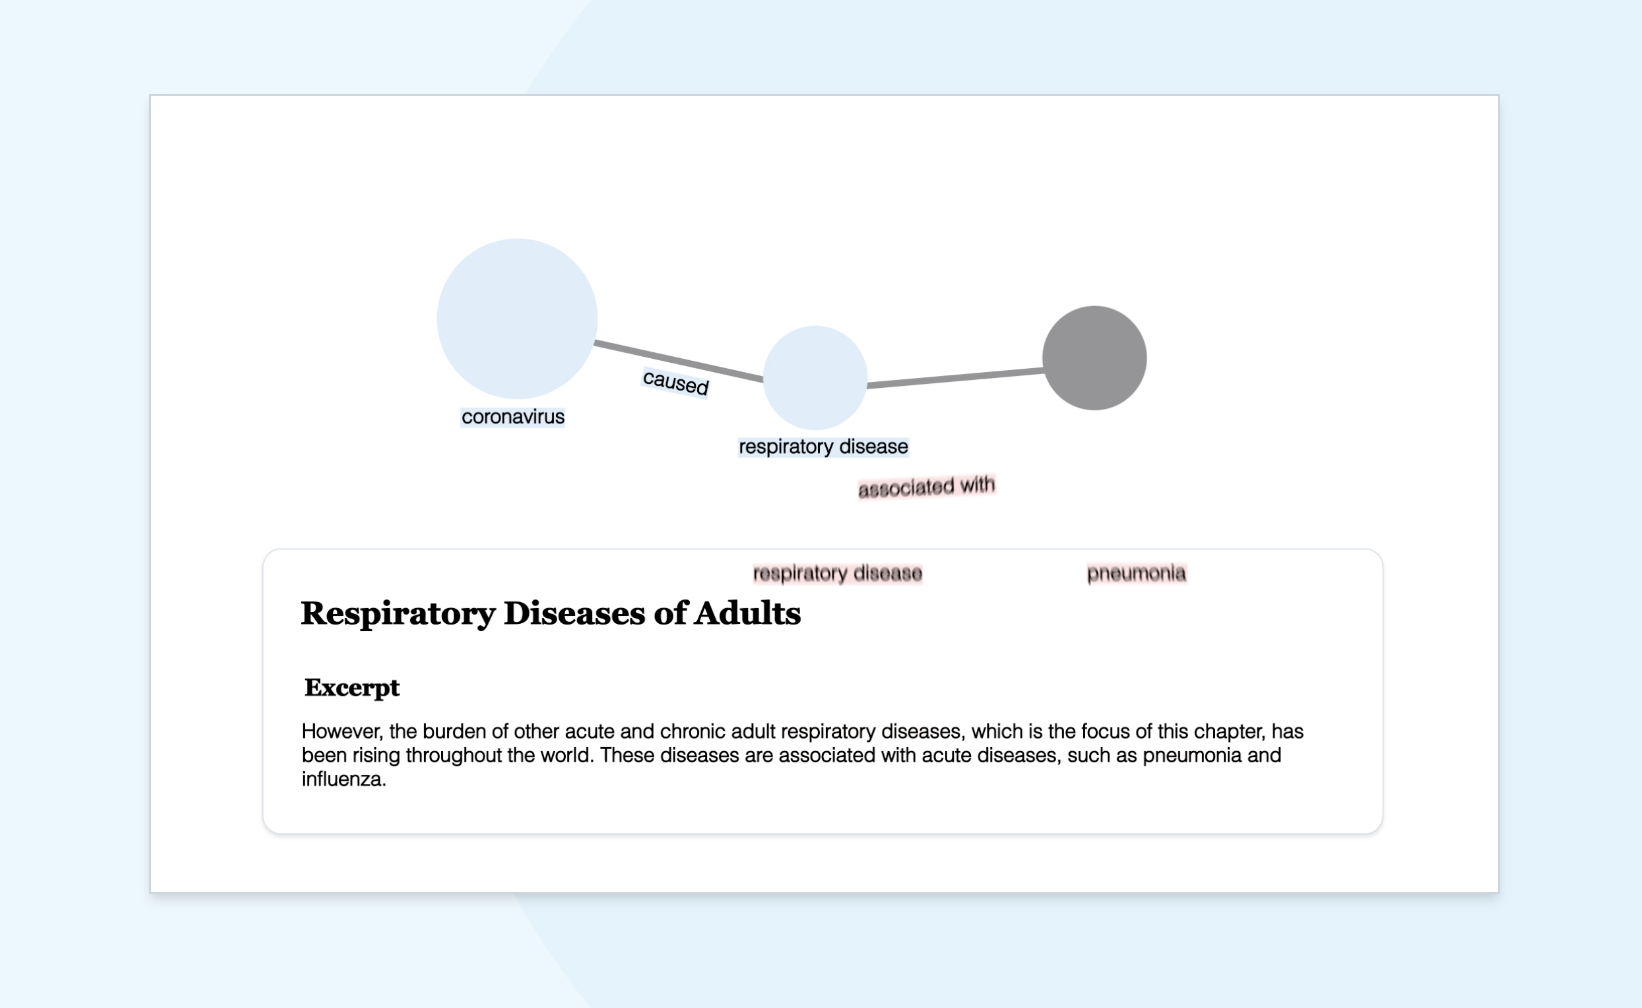 caused
coronavirus
respiratory disease
associated with
respiratory disease
pneumonia
Respiratory Diseases of Adults
Excerpt
However, the burden of other acute and chronic adult respiratory diseases, which is the focus of this chapter, has
been rising throughout the world. These diseases are associated with acute diseases, such as pneumonia and
influenza.